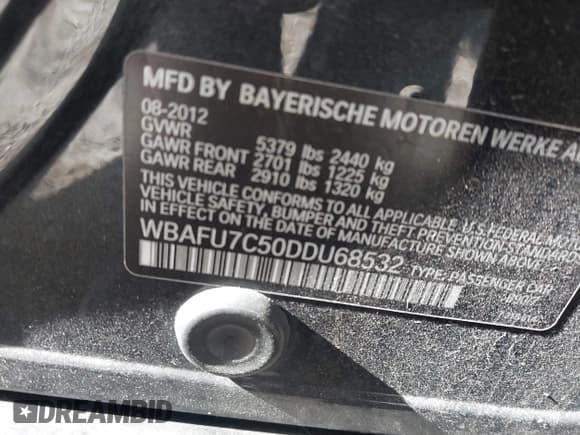 MFD BY BAYERISCHE MOTOREN WERKE A
08-2012
GVWR 5379 lbs 2440 kg
GAWR FRONT 2701 lbs 1225 kg
GAWR REAR 2910 lbs 1320 kg
THIS VEHICLE CONFORMS TO ALL APPLICABLE U.S. FEDERAL MOTOR
VEHICLE SAFETY, BUMPER AND THEFT PREVENTION STANDARDS
IN EFFECT ON THE DATE OF MANUFACTURE SHOWN ABOVE.
WBAFU7C50DDU68532 TYPE: PASSENGER CAR
DREAMBID